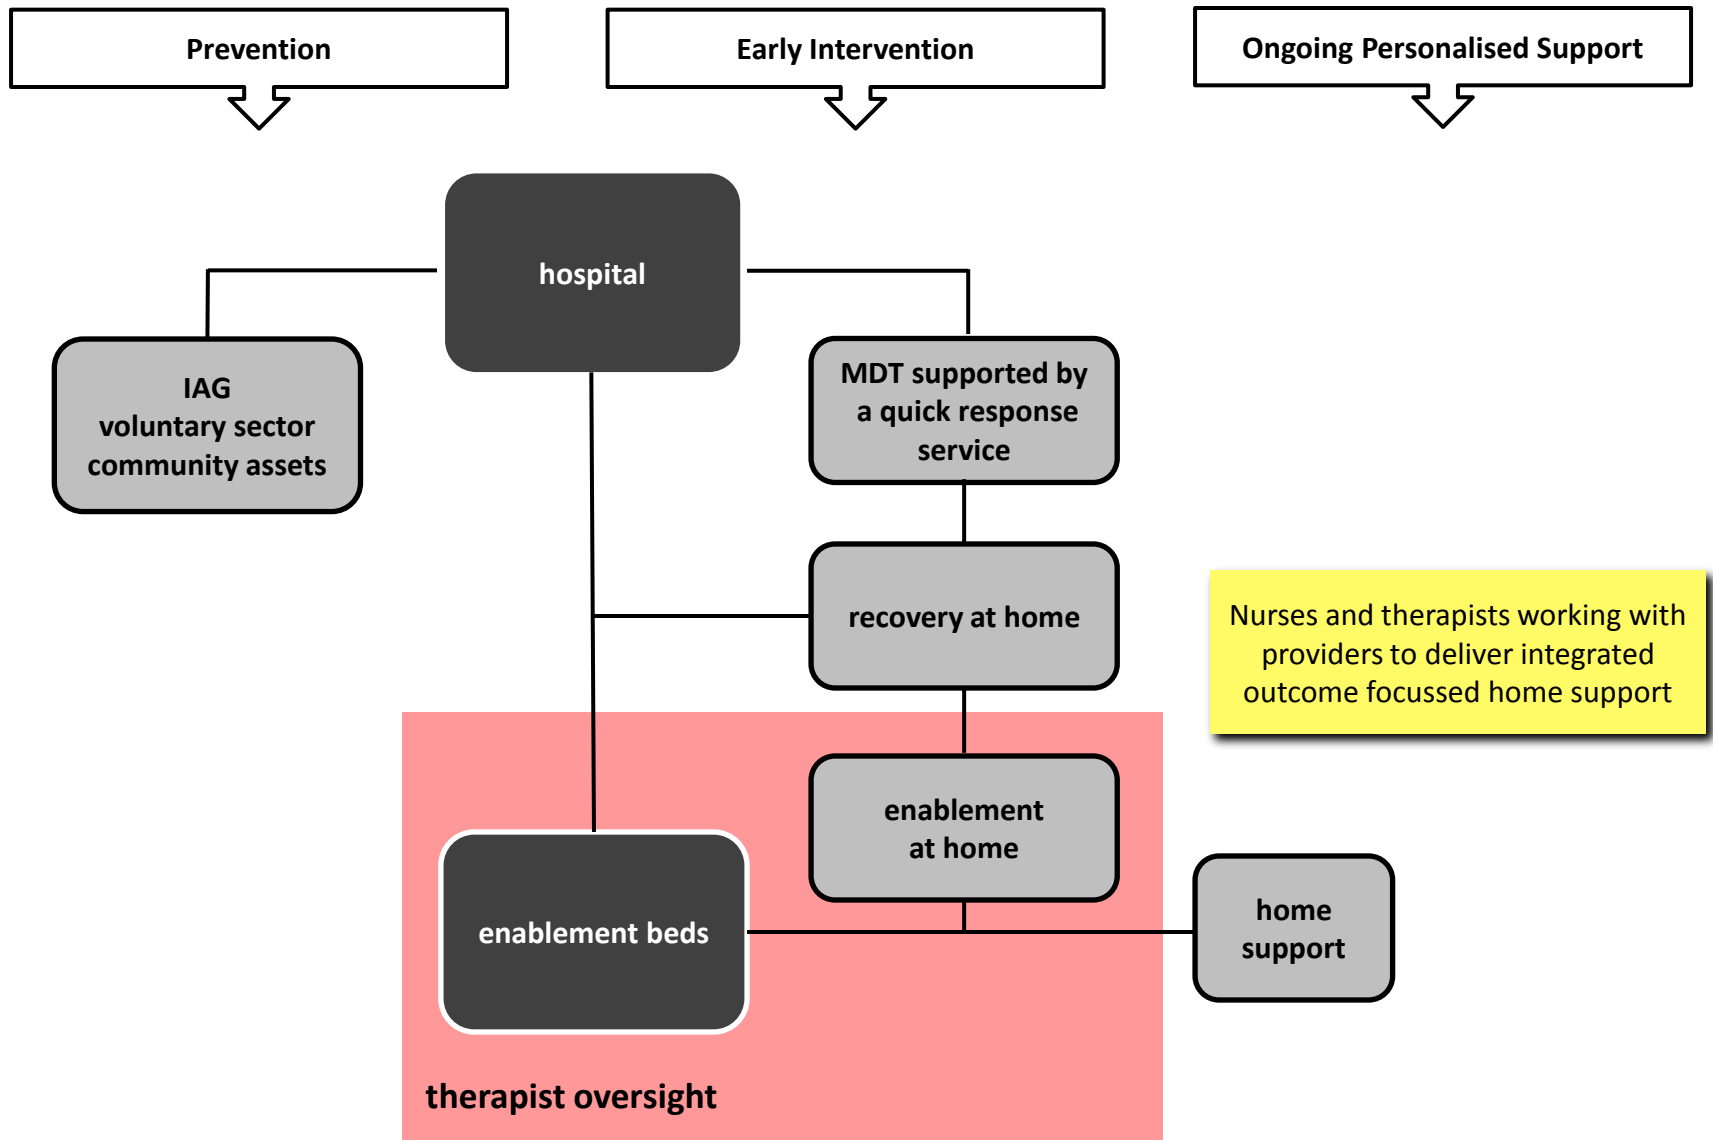 Prevention
Early Intervention
Ongoing Personalised Support
hospital
IAG
voluntary sector
community assets
MDT supported by
a quick response
service
recovery at home
Nurses and therapists working with
providers to deliver integrated
outcome focussed home support
enablement
at home
enablement beds
home
support
therapist oversight